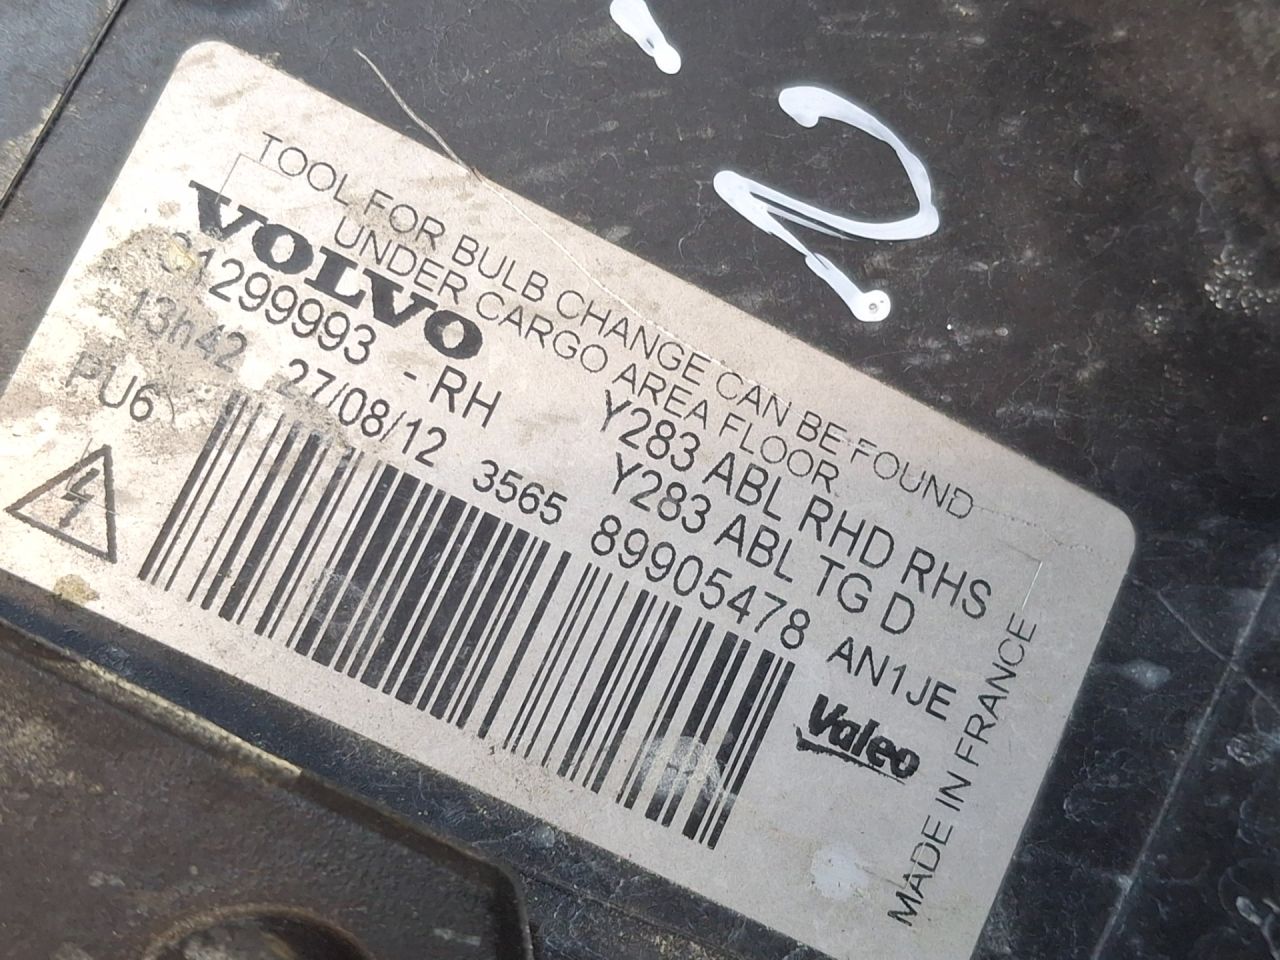 TOOL FOR BULB CHANGE CAN BE FOUND
UNDER CARGO AREA FLOOR
VOLVO
31299993 - RH
Y283 ABL RHD RHS
13h42 27/08/12
Y283 ABL TG D
PU6
3565 89905478 AN1JE
Valeo
MADE IN FRANCE